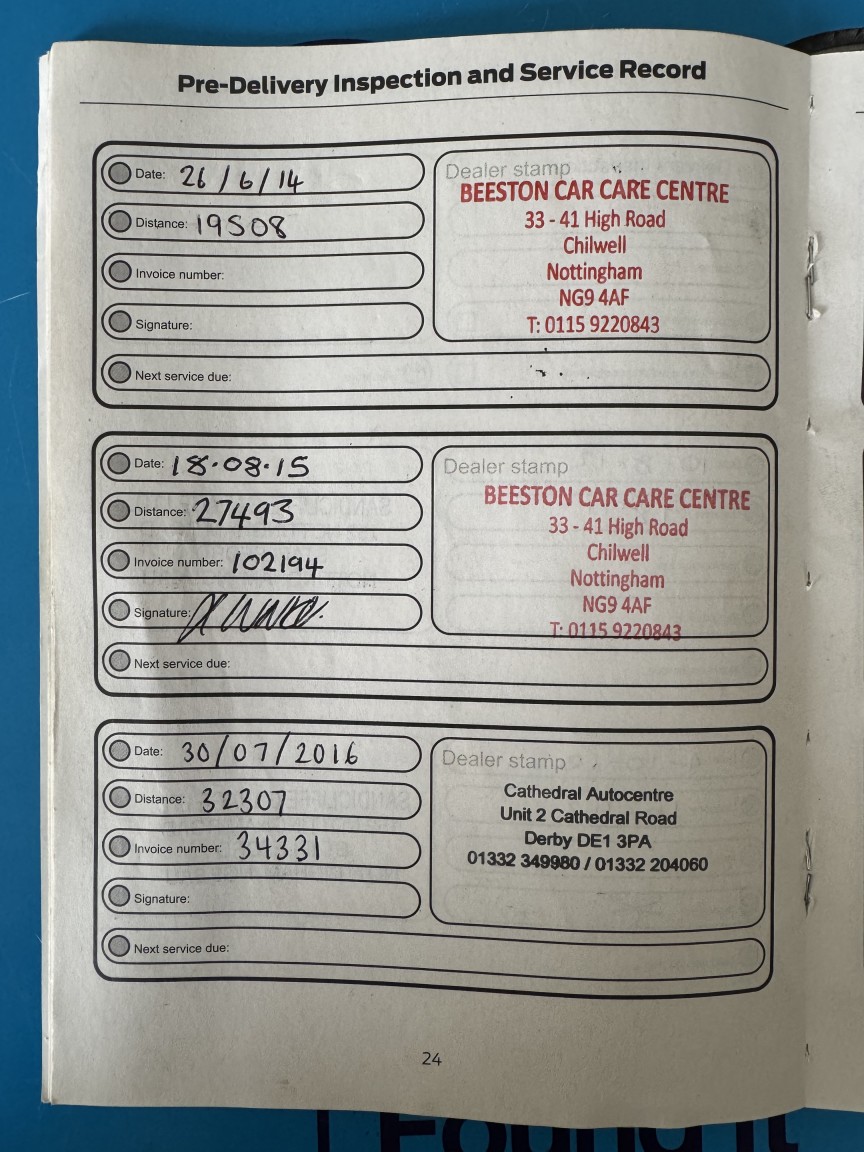 Pre-Delivery Inspection and Service Record
Date: 26/6/14
Distance: 19508
Invoice number:
Signature:
Next service due:
Dealer stamp
BEESTON CAR CARE CENTRE
33 - 41 High Road
Chilwell
Nottingham
NG9 4AF
T: 0115 9220843
Date: 18.08.15
Distance: 27493
Invoice number: 102194
Signature:
Next service due:
Dealer stamp
BEESTON CAR CARE CENTRE
33 - 41 High Road
Chilwell
Nottingham
NG9 4AF
T: 0115 9220843
Date: 30/07/2016
Distance: 32307
Invoice number: 34331
Signature:
Next service due:
Dealer stamp
Cathedral Autocentre
Unit 2 Cathedral Road
Derby DE1 3PA
01332 349980 / 01332 204060
24
Found it